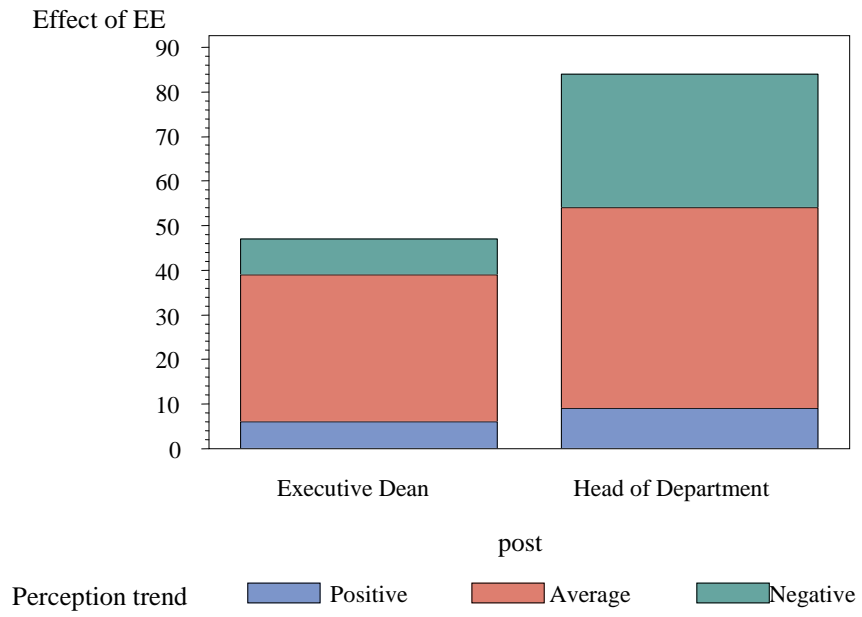 Effect of EE
90
80
70
60
50
40
30
20
10
0
Executive Dean Head of Department
post
Perception trend Positive Average Negative